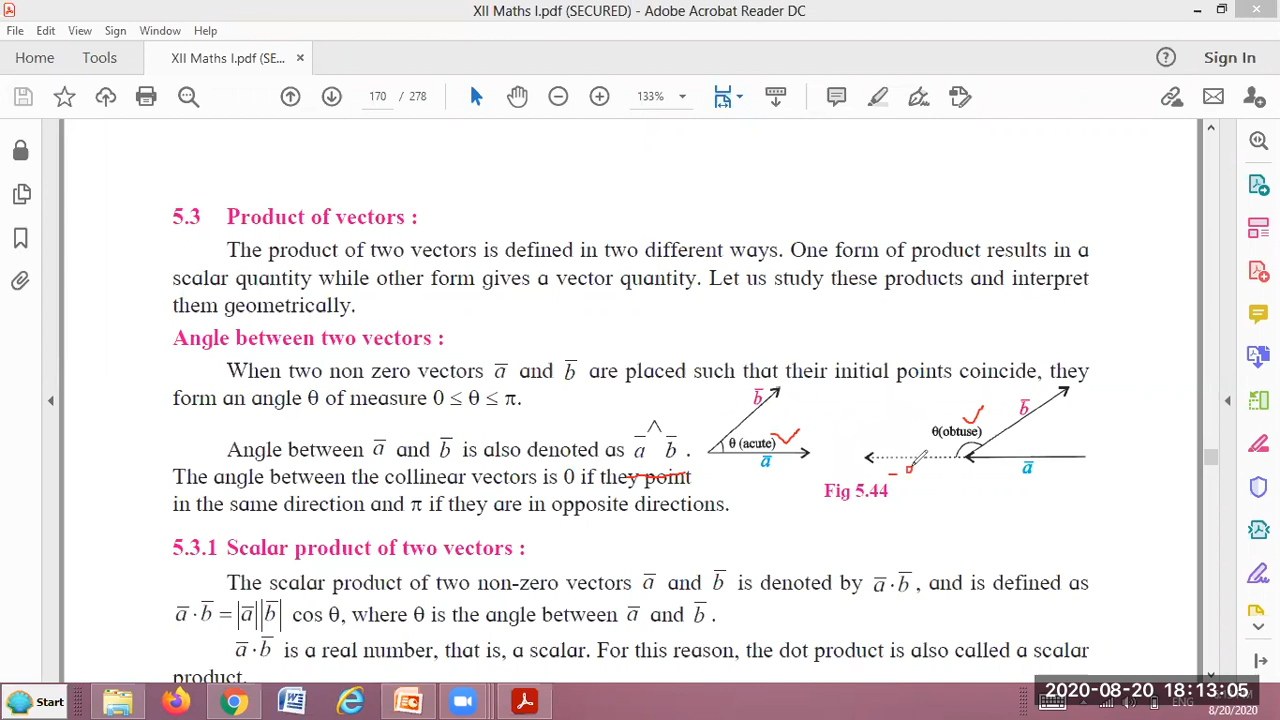 XII Maths I.pdf (SECURED) - Adobe Acrobat Reader DC
File Edit View Sign Window Help
Home Tools XII Maths I.pdf (SE... × Sign In
170 / 278 133%
5.3 Product of vectors :
The product of two vectors is defined in two different ways. One form of product results in a
scalar quantity while other form gives a vector quantity. Let us study these products and interpret
them geometrically.
Angle between two vectors :
When two non zero vectors a̅ and b̅ are placed such that their initial points coincide, they
form an angle θ of measure 0 ≤ θ ≤ π.
Angle between a̅ and b̅ is also denoted as a̅ ^ b̅ .
The angle between the collinear vectors is 0 if they point
in the same direction and π if they are in opposite directions.
b̅
θ (acute)
a̅
b̅
θ(obtuse)
a̅
Fig 5.44
5.3.1 Scalar product of two vectors :
The scalar product of two non-zero vectors a̅ and b̅ is denoted by a̅ · b̅ , and is defined as
a̅ · b̅ = |a̅||b̅| cos θ, where θ is the angle between a̅ and b̅ .
a̅ · b̅ is a real number, that is, a scalar. For this reason, the dot product is also called a scalar
product.
Start
2020-08-20 18:13:05
8/20/2020